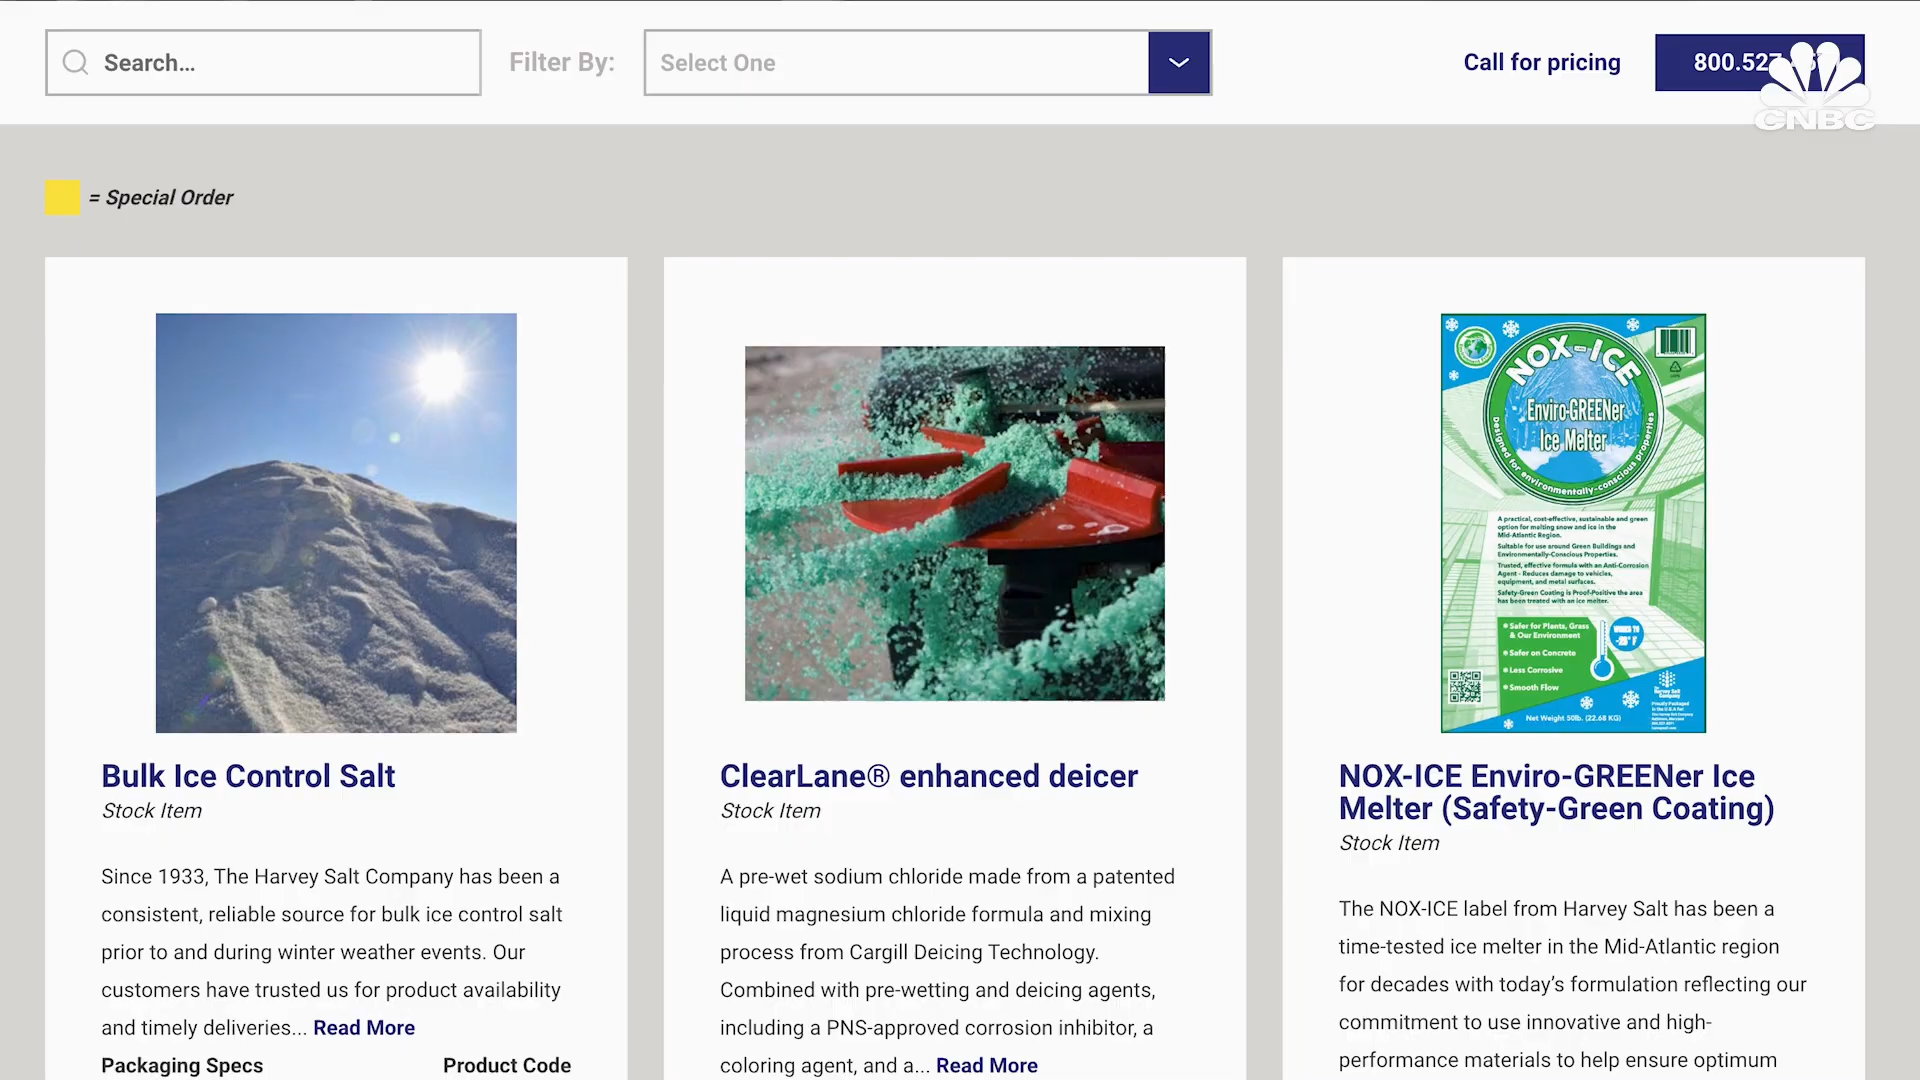 Search...
Filter By:
Select One
Call for pricing
800.527
CNBC
= Special Order
NOX-ICE
Enviro-GREENer
Ice Melter
Designed for environmentally-conscious properties
A practical, cost-effective, sustainable and green
option for melting snow and ice in the
Mid-Atlantic Region.
Suitable for use around Green Buildings and
Environmentally-Conscious Properties.
Trusted, effective formula with an Anti-Corrosion
Agent - Reduces damage to vehicles,
equipment, and metal surfaces.
Safety-Green Coating is Proof-Positive the area
has been treated with an ice melter.
Safer for Plants, Grass
& Our Environment
Safer on Concrete
Less Corrosive
Smooth Flow
WORKS TO
-25° F
Harvey Salt
Company
Net Weight 50lb. (22.68 KG)
Bulk Ice Control Salt
Stock Item
Since 1933, The Harvey Salt Company has been a
consistent, reliable source for bulk ice control salt
prior to and during winter weather events. Our
customers have trusted us for product availability
and timely deliveries... Read More
Packaging Specs Product Code
ClearLane® enhanced deicer
Stock Item
A pre-wet sodium chloride made from a patented
liquid magnesium chloride formula and mixing
process from Cargill Deicing Technology.
Combined with pre-wetting and deicing agents,
including a PNS-approved corrosion inhibitor, a
coloring agent, and a... Read More
NOX-ICE Enviro-GREENer Ice
Melter (Safety-Green Coating)
Stock Item
The NOX-ICE label from Harvey Salt has been a
time-tested ice melter in the Mid-Atlantic region
for decades with today’s formulation reflecting our
commitment to use innovative and high-
performance materials to help ensure optimum